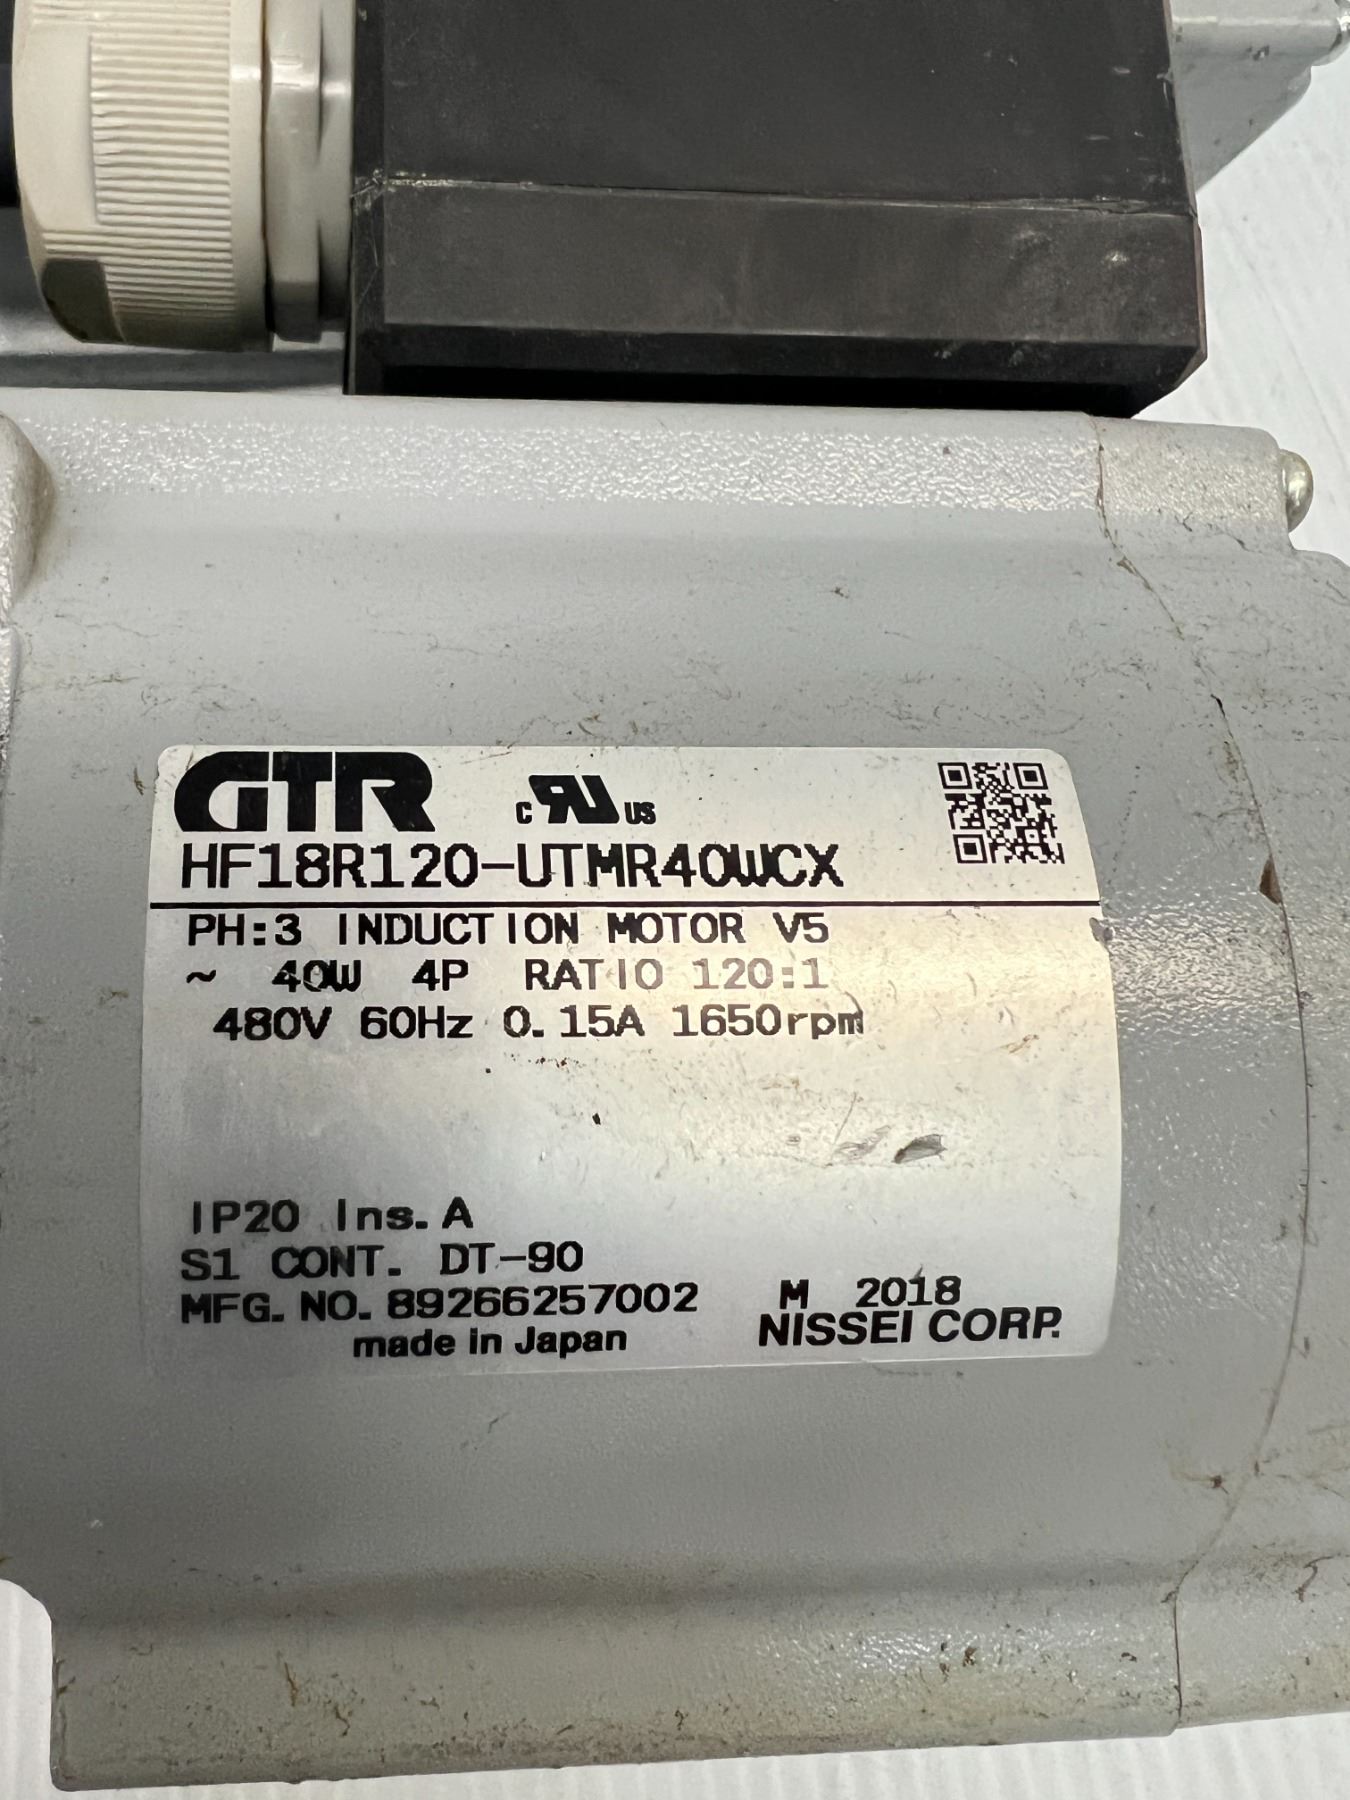 GTR
c RU US
HF18R120-UTMR40WCX
PH:3 INDUCTION MOTOR V5
~ 40W 4P RATIO 120:1
480V 60Hz 0.15A 1650rpm
IP20 Ins.A
S1 CONT. DT-90
MFG.NO.89266257002 M 2018
made in Japan NISSEI CORP.